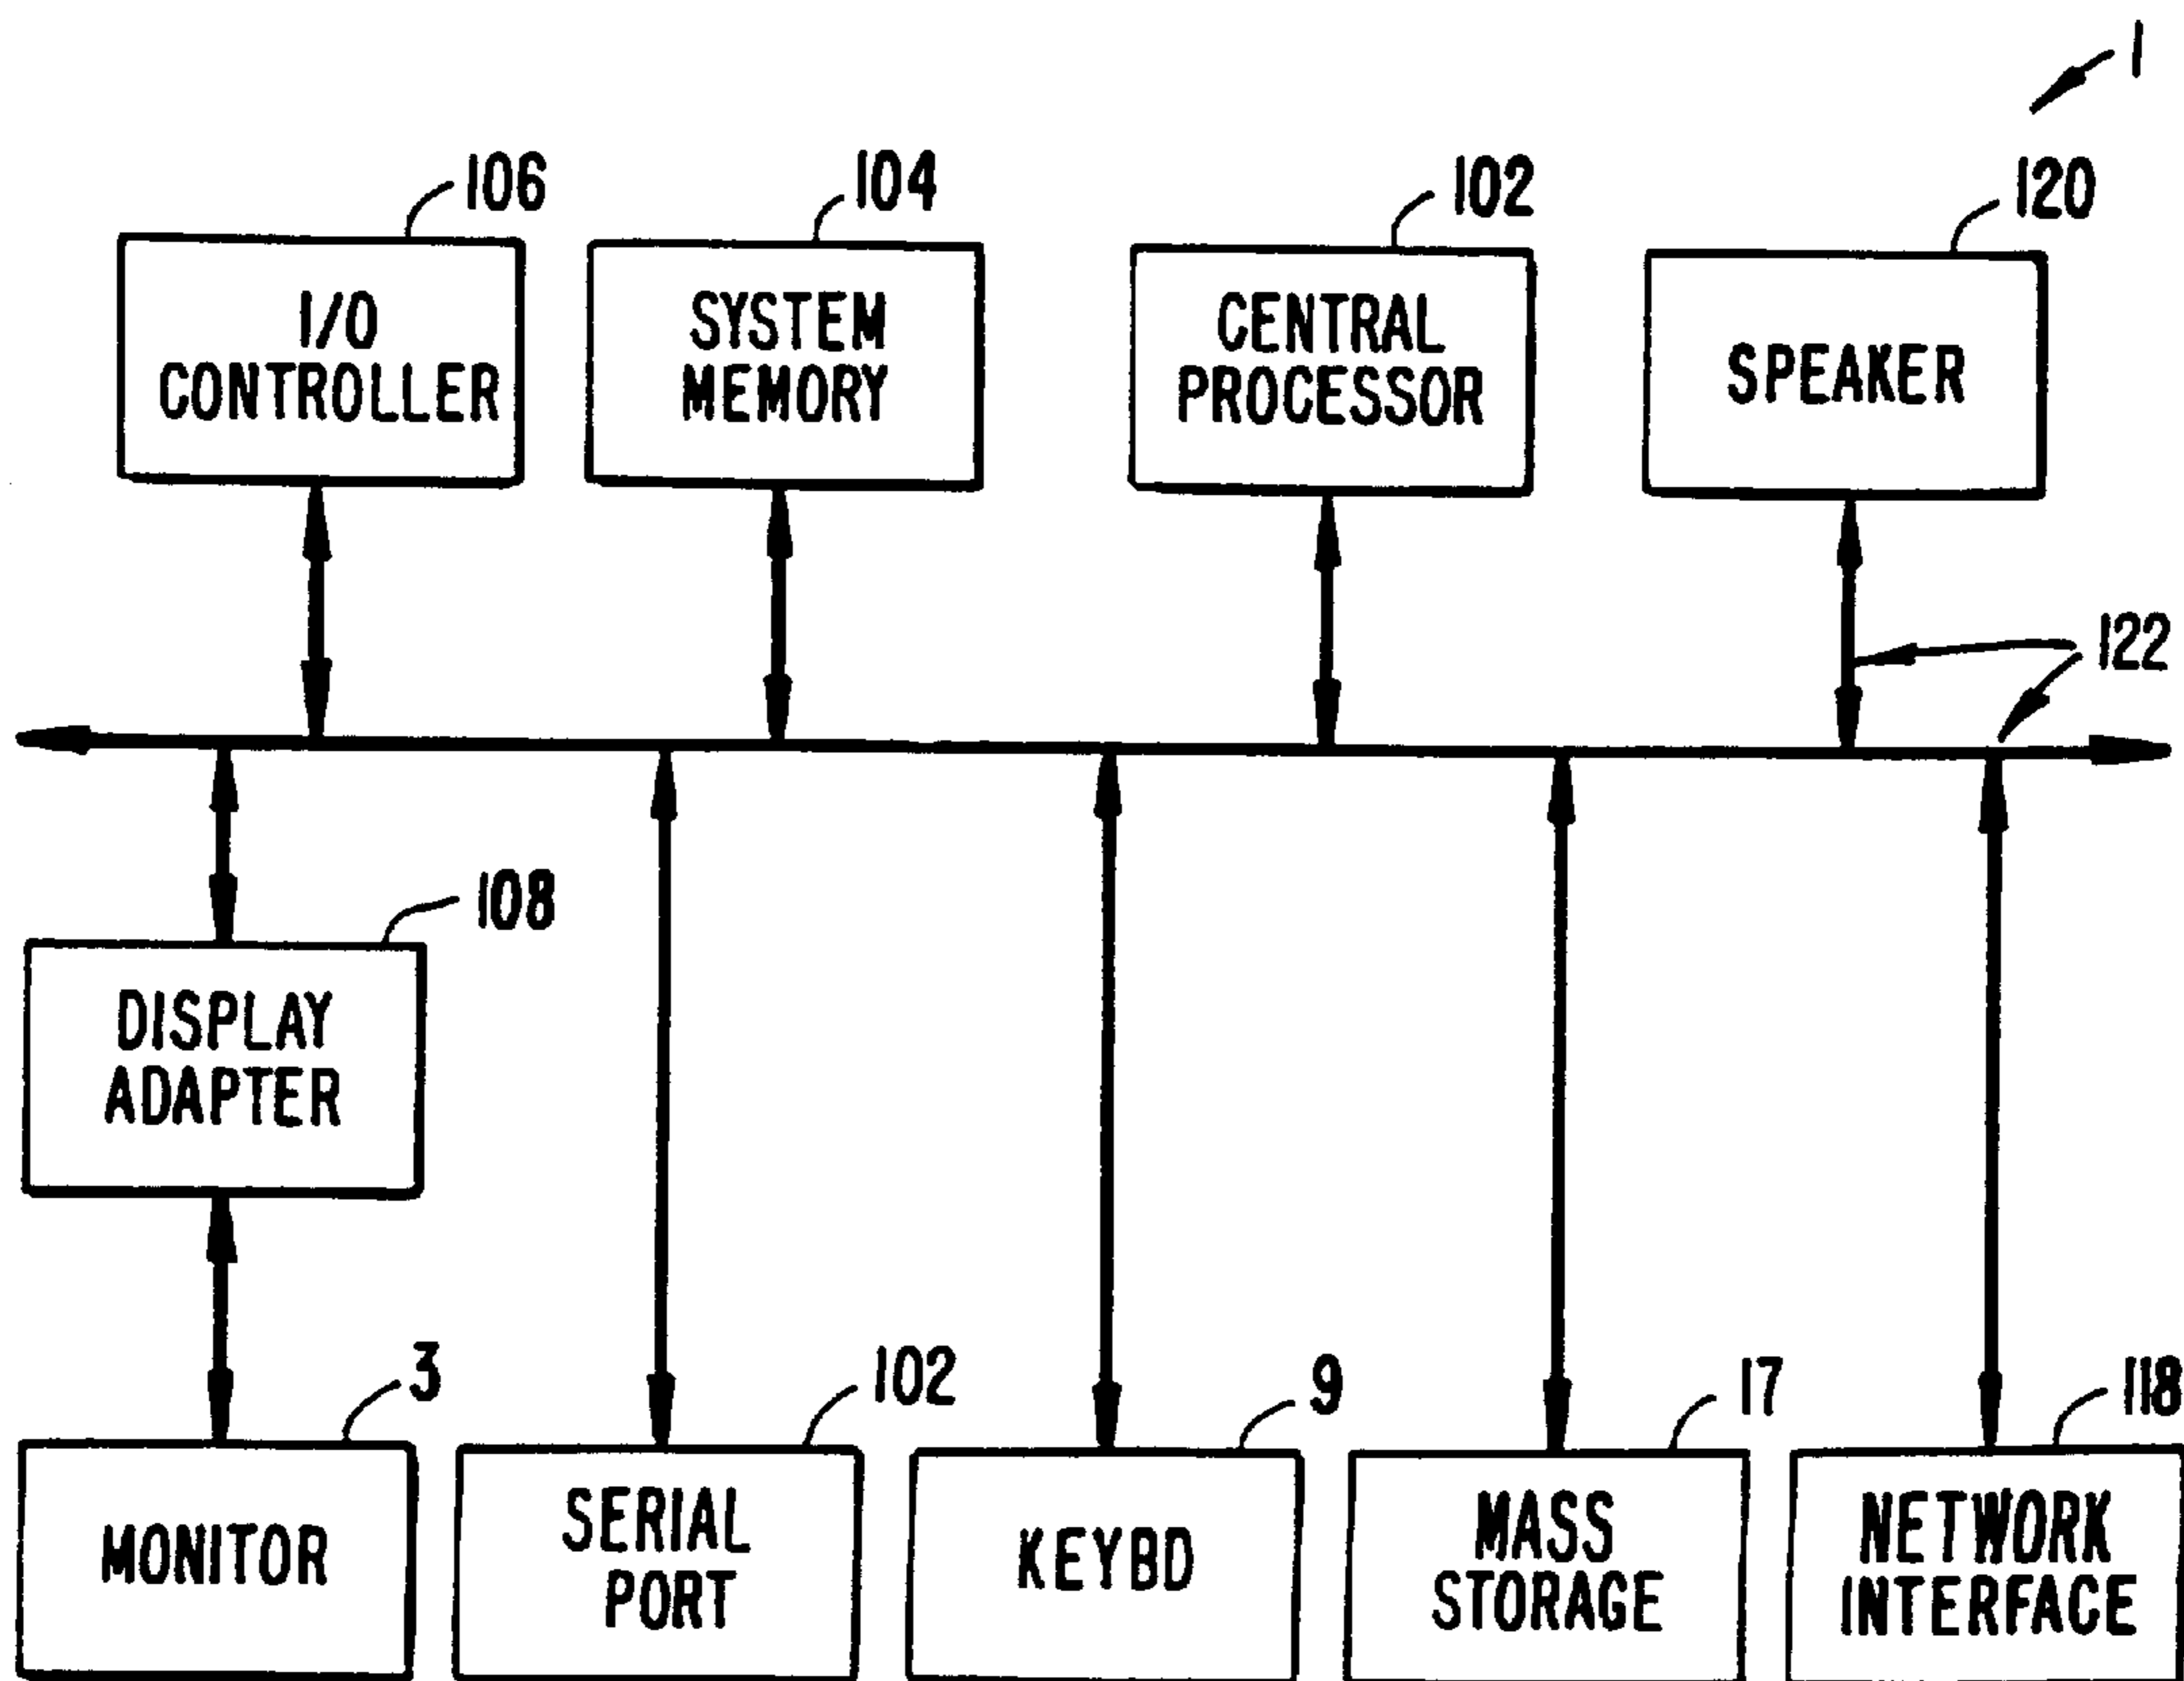 1
106
104
102
120
I/O
CONTROLLER
SYSTEM
MEMORY
CENTRAL
PROCESSOR
SPEAKER
122
108
DISPLAY
ADAPTER
3
102
9
17
118
MONITOR
SERIAL
PORT
KEYBD
MASS
STORAGE
NETWORK
INTERFACE